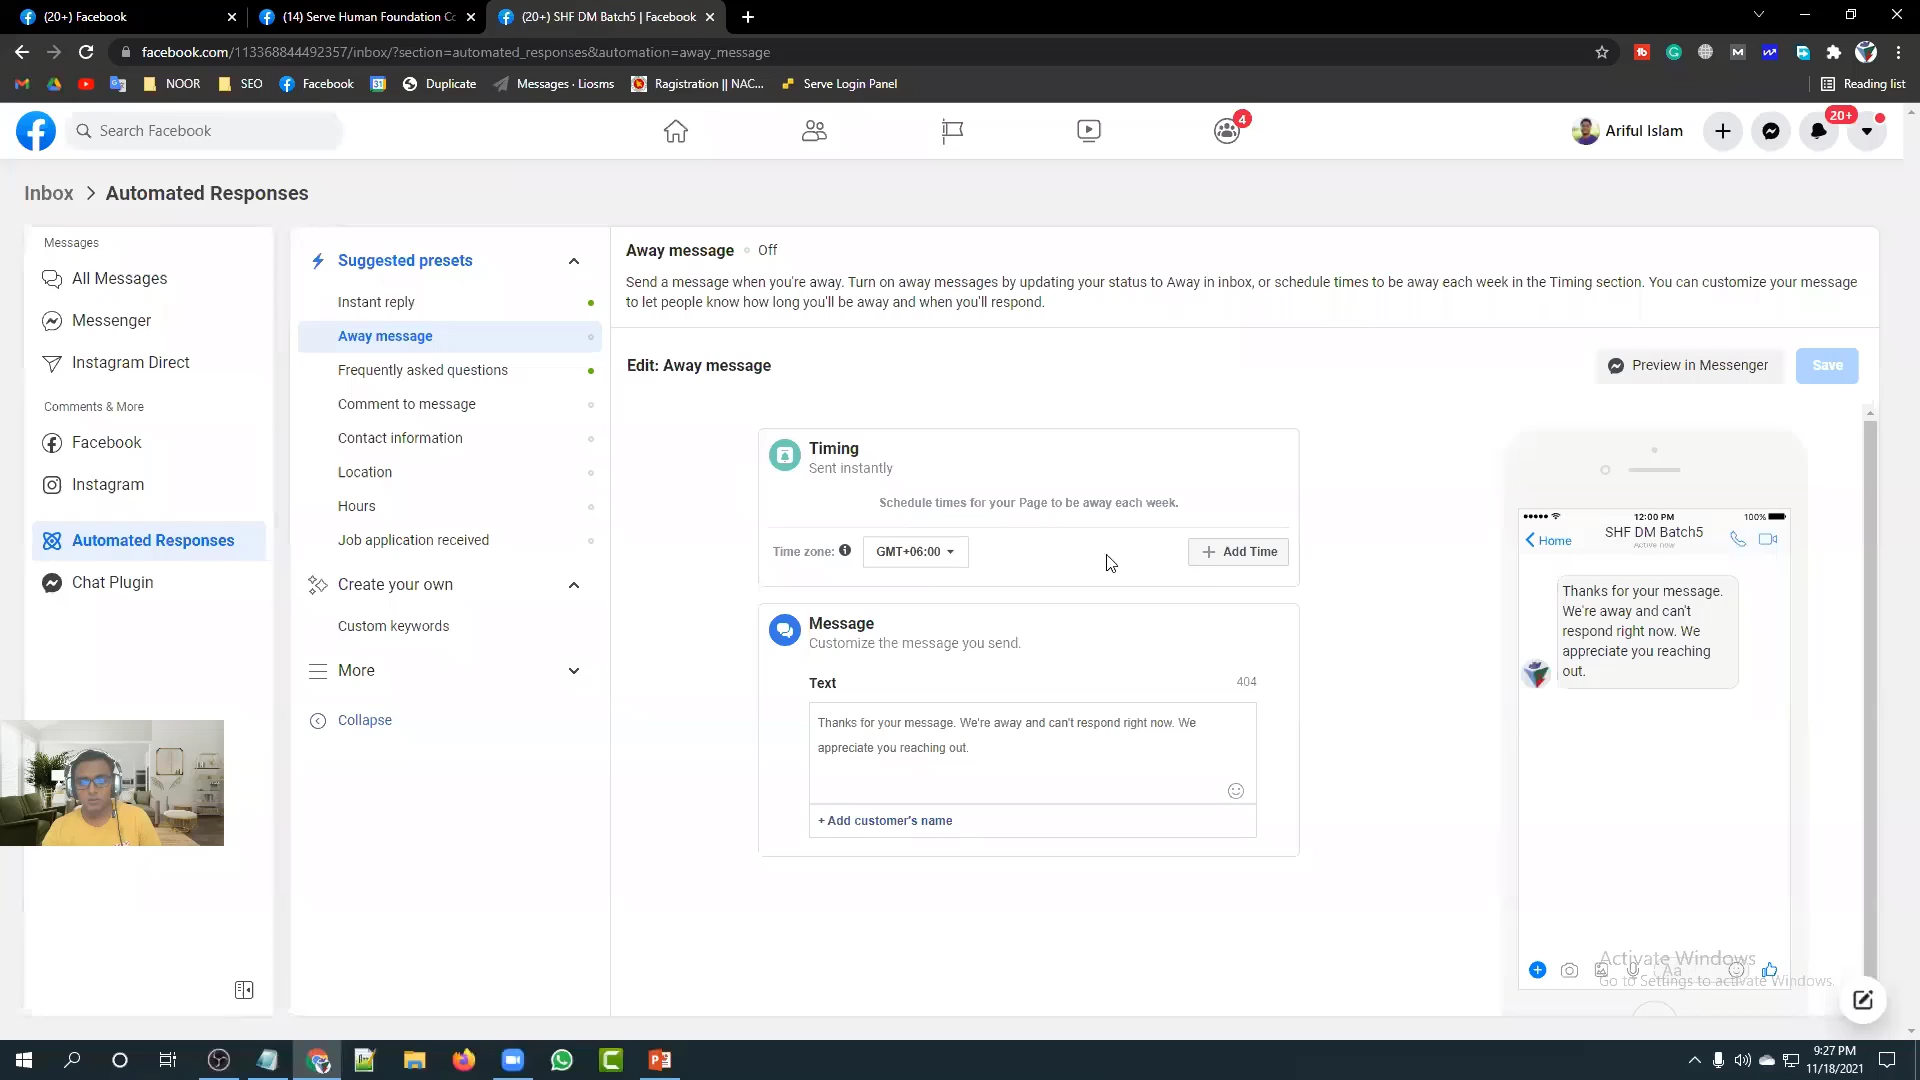 (20+) Facebook
(14) Serve Human Foundation Cc
(20+) SHF DM Batch5 | Facebook
facebook.com/113368844492357/inbox/?section=automated_responses&automation=away_message
NOOR
SEO
Facebook
Duplicate
Messages · Liosms
Ragistration || NAC...
Serve Login Panel
Reading list
Search Facebook
4
Ariful Islam
20+
Inbox > Automated Responses
Messages
All Messages
Messenger
Instagram Direct
Comments & More
Facebook
Instagram
Automated Responses
Chat Plugin
Suggested presets
Instant reply
Away message
Frequently asked questions
Comment to message
Contact information
Location
Hours
Job application received
Create your own
Custom keywords
More
Collapse
Away message Off
Send a message when you're away. Turn on away messages by updating your status to Away in inbox, or schedule times to be away each week in the Timing section. You can customize your message
to let people know how long you'll be away and when you'll respond.
Edit: Away message
Preview in Messenger
Save
Timing
Sent instantly
Schedule times for your Page to be away each week.
Time zone:
GMT+06:00
+ Add Time
Message
Customize the message you send.
Text
404
Thanks for your message. We're away and can't respond right now. We
appreciate you reaching out.
+ Add customer's name
12:00 PM
100%
Home
SHF DM Batch5
Active now
Thanks for your message.
We're away and can't
respond right now. We
appreciate you reaching
out.
Aa
Activate Windows
Go to Settings to activate Windows.
9:27 PM
11/18/2021